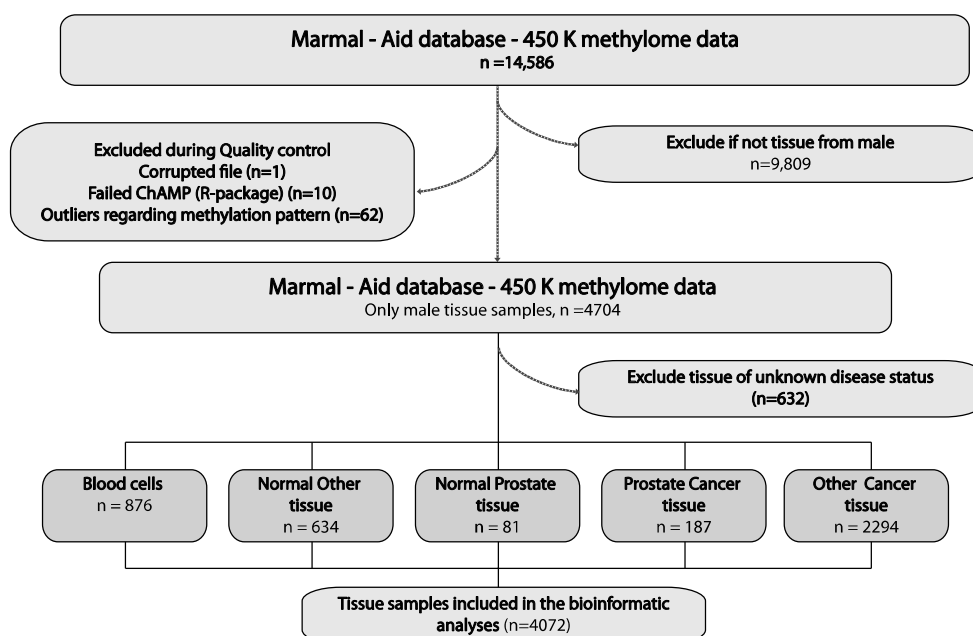 Marmal - Aid database - 450 K methylome data
n =14,586
Excluded during Quality control
Corrupted file (n=1)
Failed ChAMP (R-package) (n=10)
Outliers regarding methylation pattern (n=62)
Exclude if not tissue from male
n=9,809
Marmal - Aid database - 450 K methylome data
Only male tissue samples, n =4704
Exclude tissue of unknown disease status
(n=632)
Blood cells
n = 876
Normal Other
tissue
n = 634
Normal Prostate
tissue
n = 81
Prostate Cancer
tissue
n = 187
Other Cancer
tissue
n = 2294
Tissue samples included in the bioinformatic
analyses (n=4072)